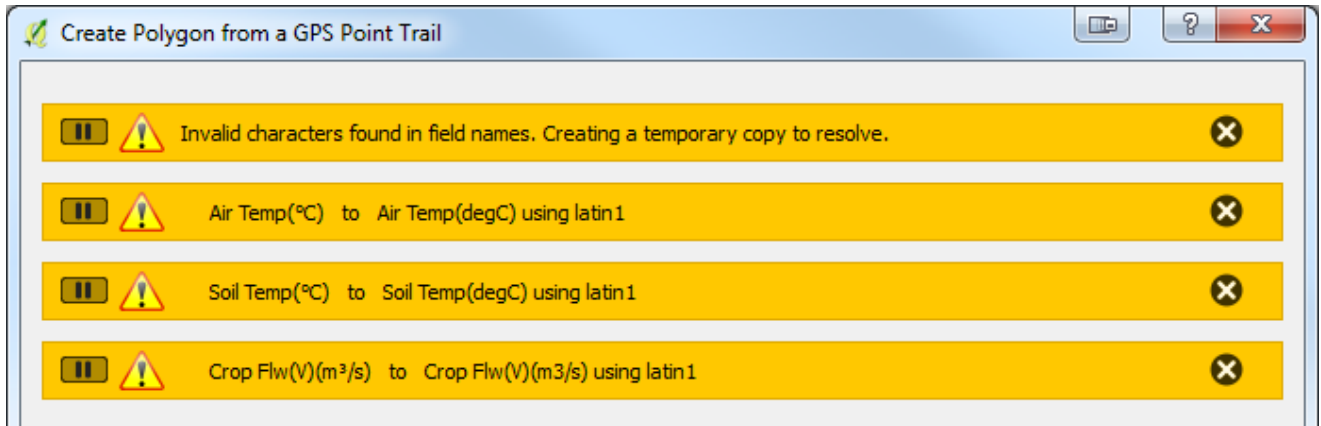 Create Polygon from a GPS Point Trail
Invalid characters found in field names. Creating a temporary copy to resolve.
Air Temp(°C) to Air Temp(degC) using latin1
Soil Temp(°C) to Soil Temp(degC) using latin1
Crop Flw(V)(m³/s) to Crop Flw(V)(m3/s) using latin1